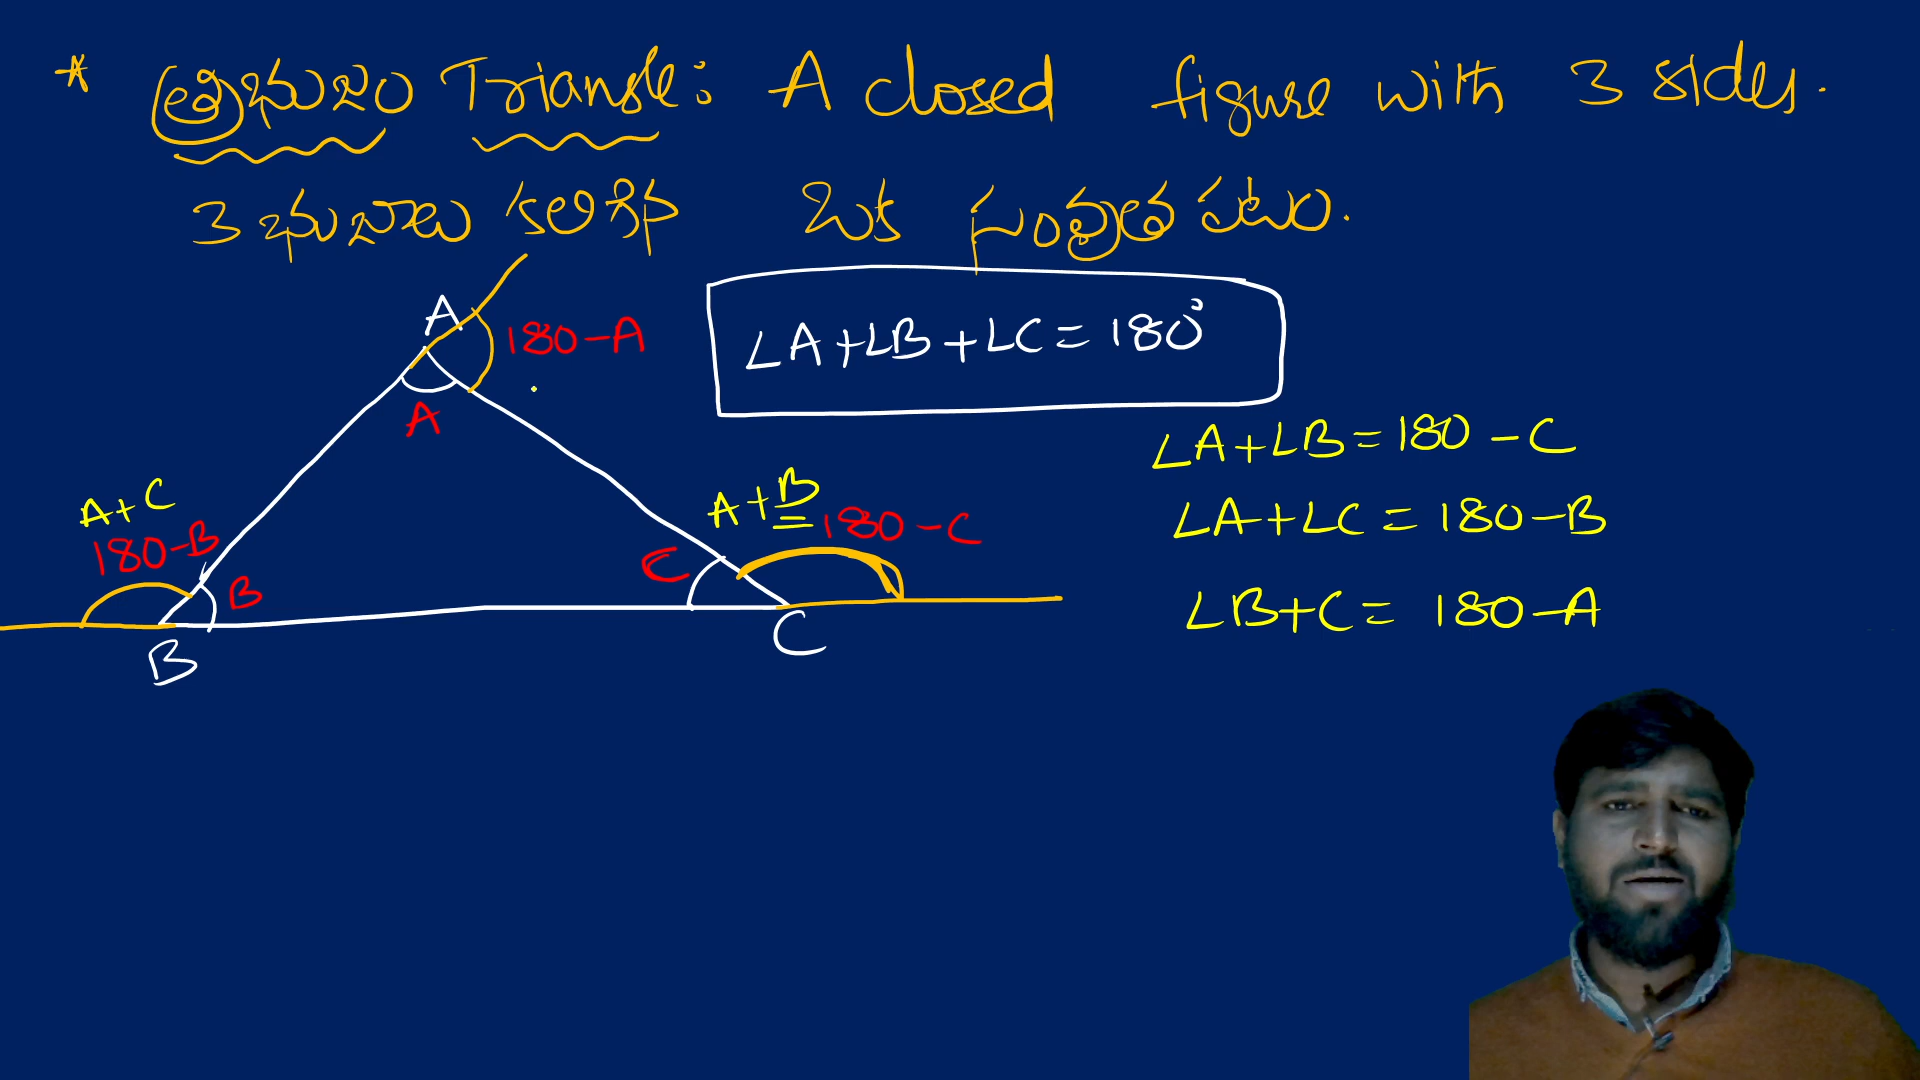 * త్రిభుజం Triangle: A closed figure with 3 sides.
3 భుజాలు కలిగిన ఒక సంవృత పటం.
A
180-A
∠A+∠B+∠C=180°
A
∠A+∠B=180-C
A+C
A+B
180-B
180-C
∠A+∠C=180-B
B
C
∠B+C=180-A
B
C